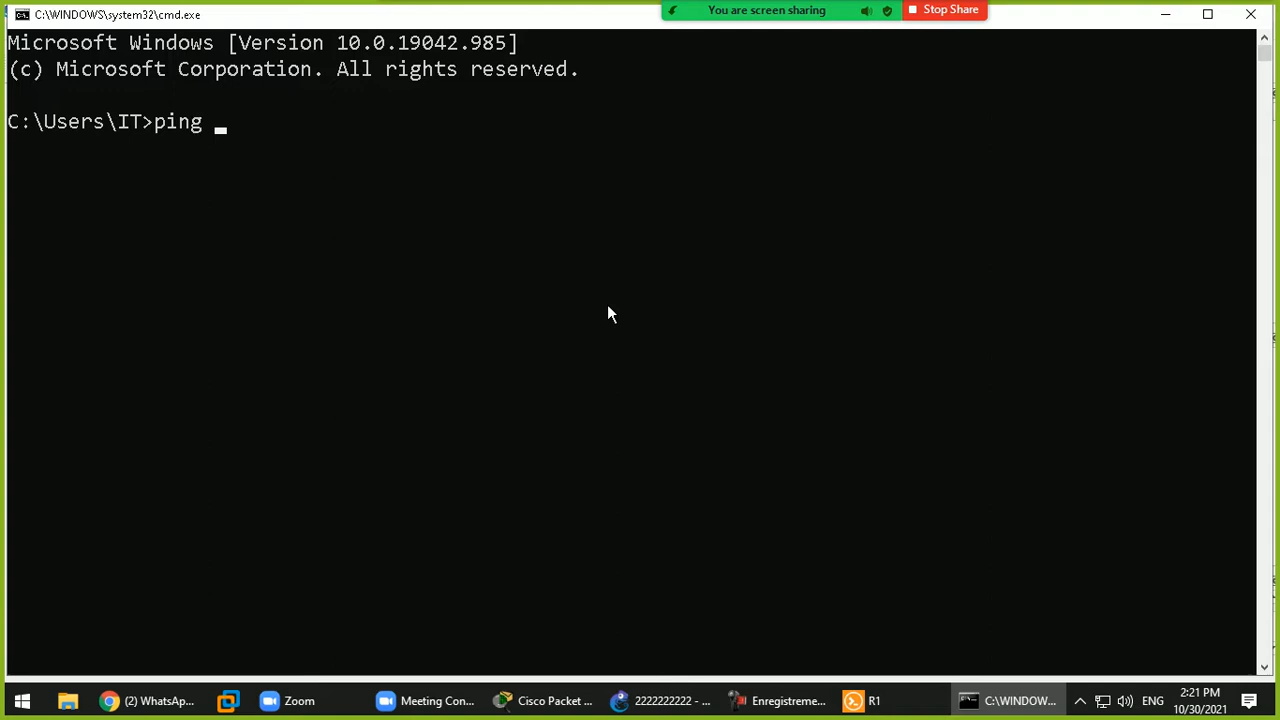 C:\WINDOWS\system32\cmd.exe
You are screen sharing
Stop Share
Microsoft Windows [Version 10.0.19042.985]
(c) Microsoft Corporation. All rights reserved.
C:\Users\IT>ping _
(2) WhatsAp...
Zoom
Meeting Con...
Cisco Packet ...
2222222222 - ...
Enregistreme...
R1
C:\WINDOW...
ENG
2:21 PM
10/30/2021